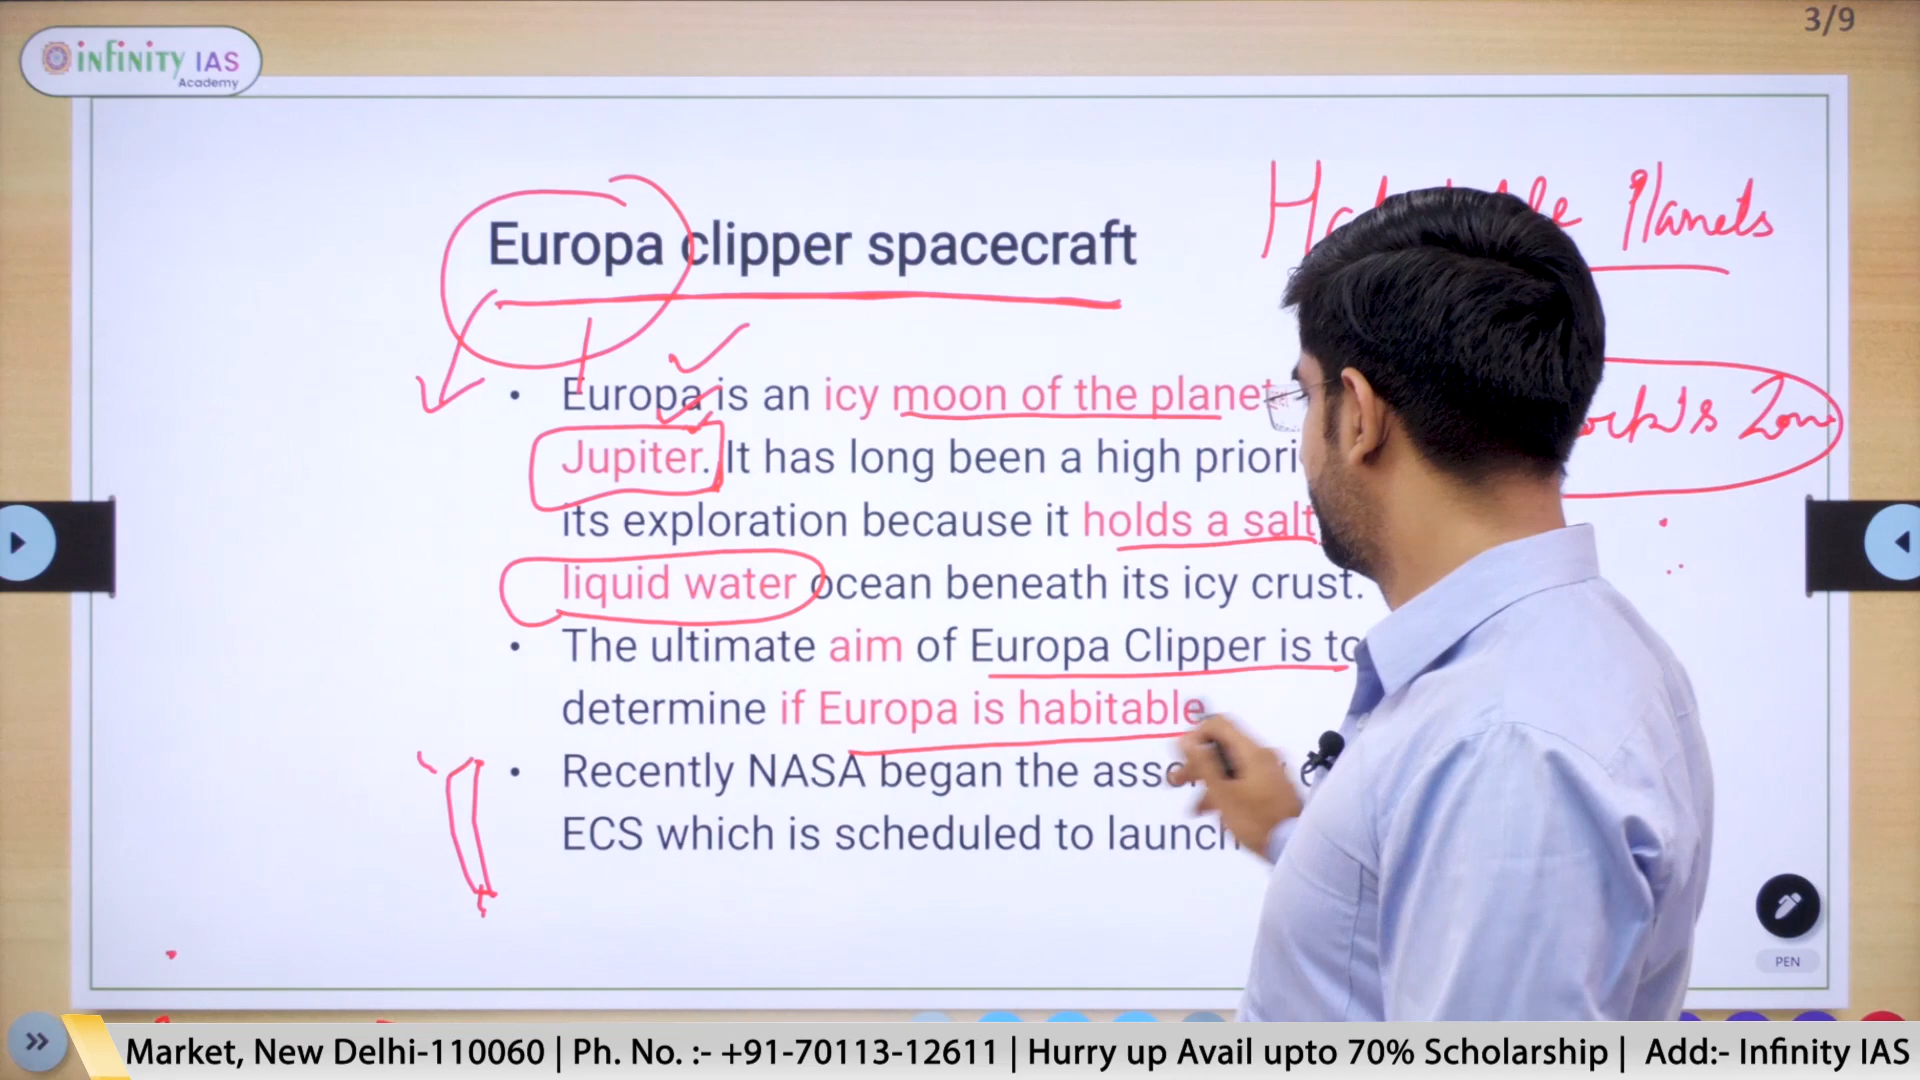 3/9
infinity IAS
Academy
Planets
Europa clipper spacecraft
Europa is an icy moon of the planet
Jupiter. It has long been a high
its exploration because it holds a
Zone
liquid water ocean beneath its icy crust.
The ultimate aim of Europa Clipper is to
determine if Europa is habitable
Recently NASA began the
ECS which is scheduled to launch
PEN
Market, New Delhi-110060 | Ph. No. :- +91-70113-12611 | Hurry up Avail upto 70% Scholarship | Add:- Infinity IAS